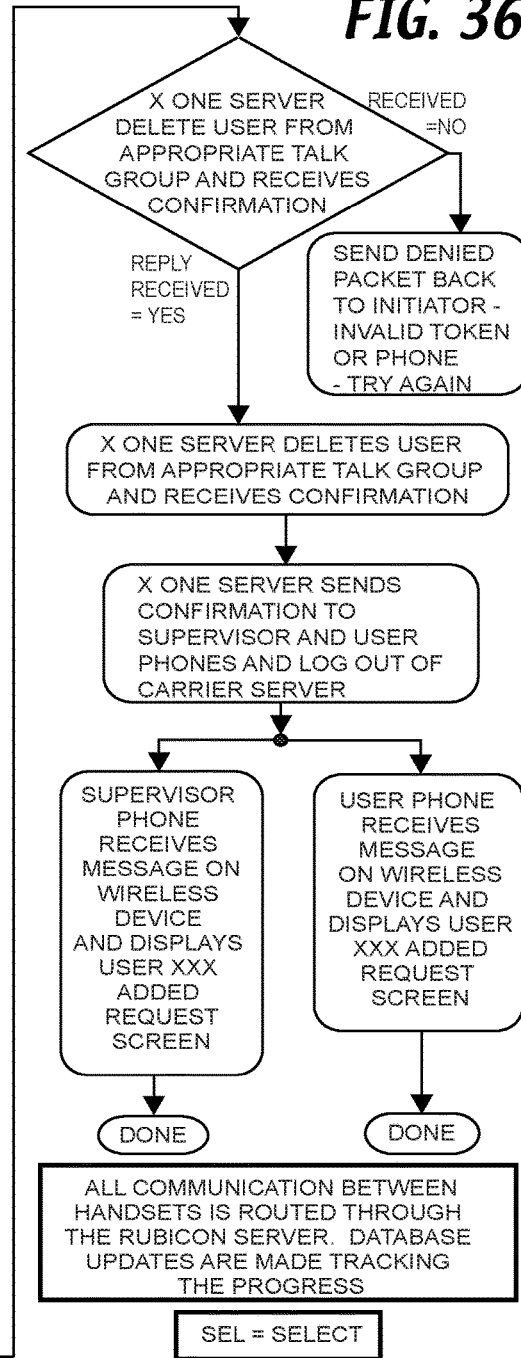 FIG. 36
X ONE SERVER
DELETE USER FROM
APPROPRIATE TALK
GROUP AND RECEIVES
CONFIRMATION
RECEIVED
=NO
REPLY
RECEIVED
= YES
SEND DENIED
PACKET BACK
TO INITIATOR -
INVALID TOKEN
OR PHONE
- TRY AGAIN
X ONE SERVER DELETES USER
FROM APPROPRIATE TALK GROUP
AND RECEIVES CONFIRMATION
X ONE SERVER SENDS
CONFIRMATION TO
SUPERVISOR AND USER
PHONES AND LOG OUT OF
CARRIER SERVER
SUPERVISOR
PHONE
RECEIVES
MESSAGE ON
WIRELESS
DEVICE
AND DISPLAYS
USER XXX
ADDED
REQUEST
SCREEN
USER PHONE
RECEIVES
MESSAGE
ON WIRELESS
DEVICE AND
DISPLAYS USER
XXX ADDED
REQUEST
SCREEN
DONE
DONE
ALL COMMUNICATION BETWEEN
HANDSETS IS ROUTED THROUGH
THE RUBICON SERVER. DATABASE
UPDATES ARE MADE TRACKING
THE PROGRESS
SEL = SELECT